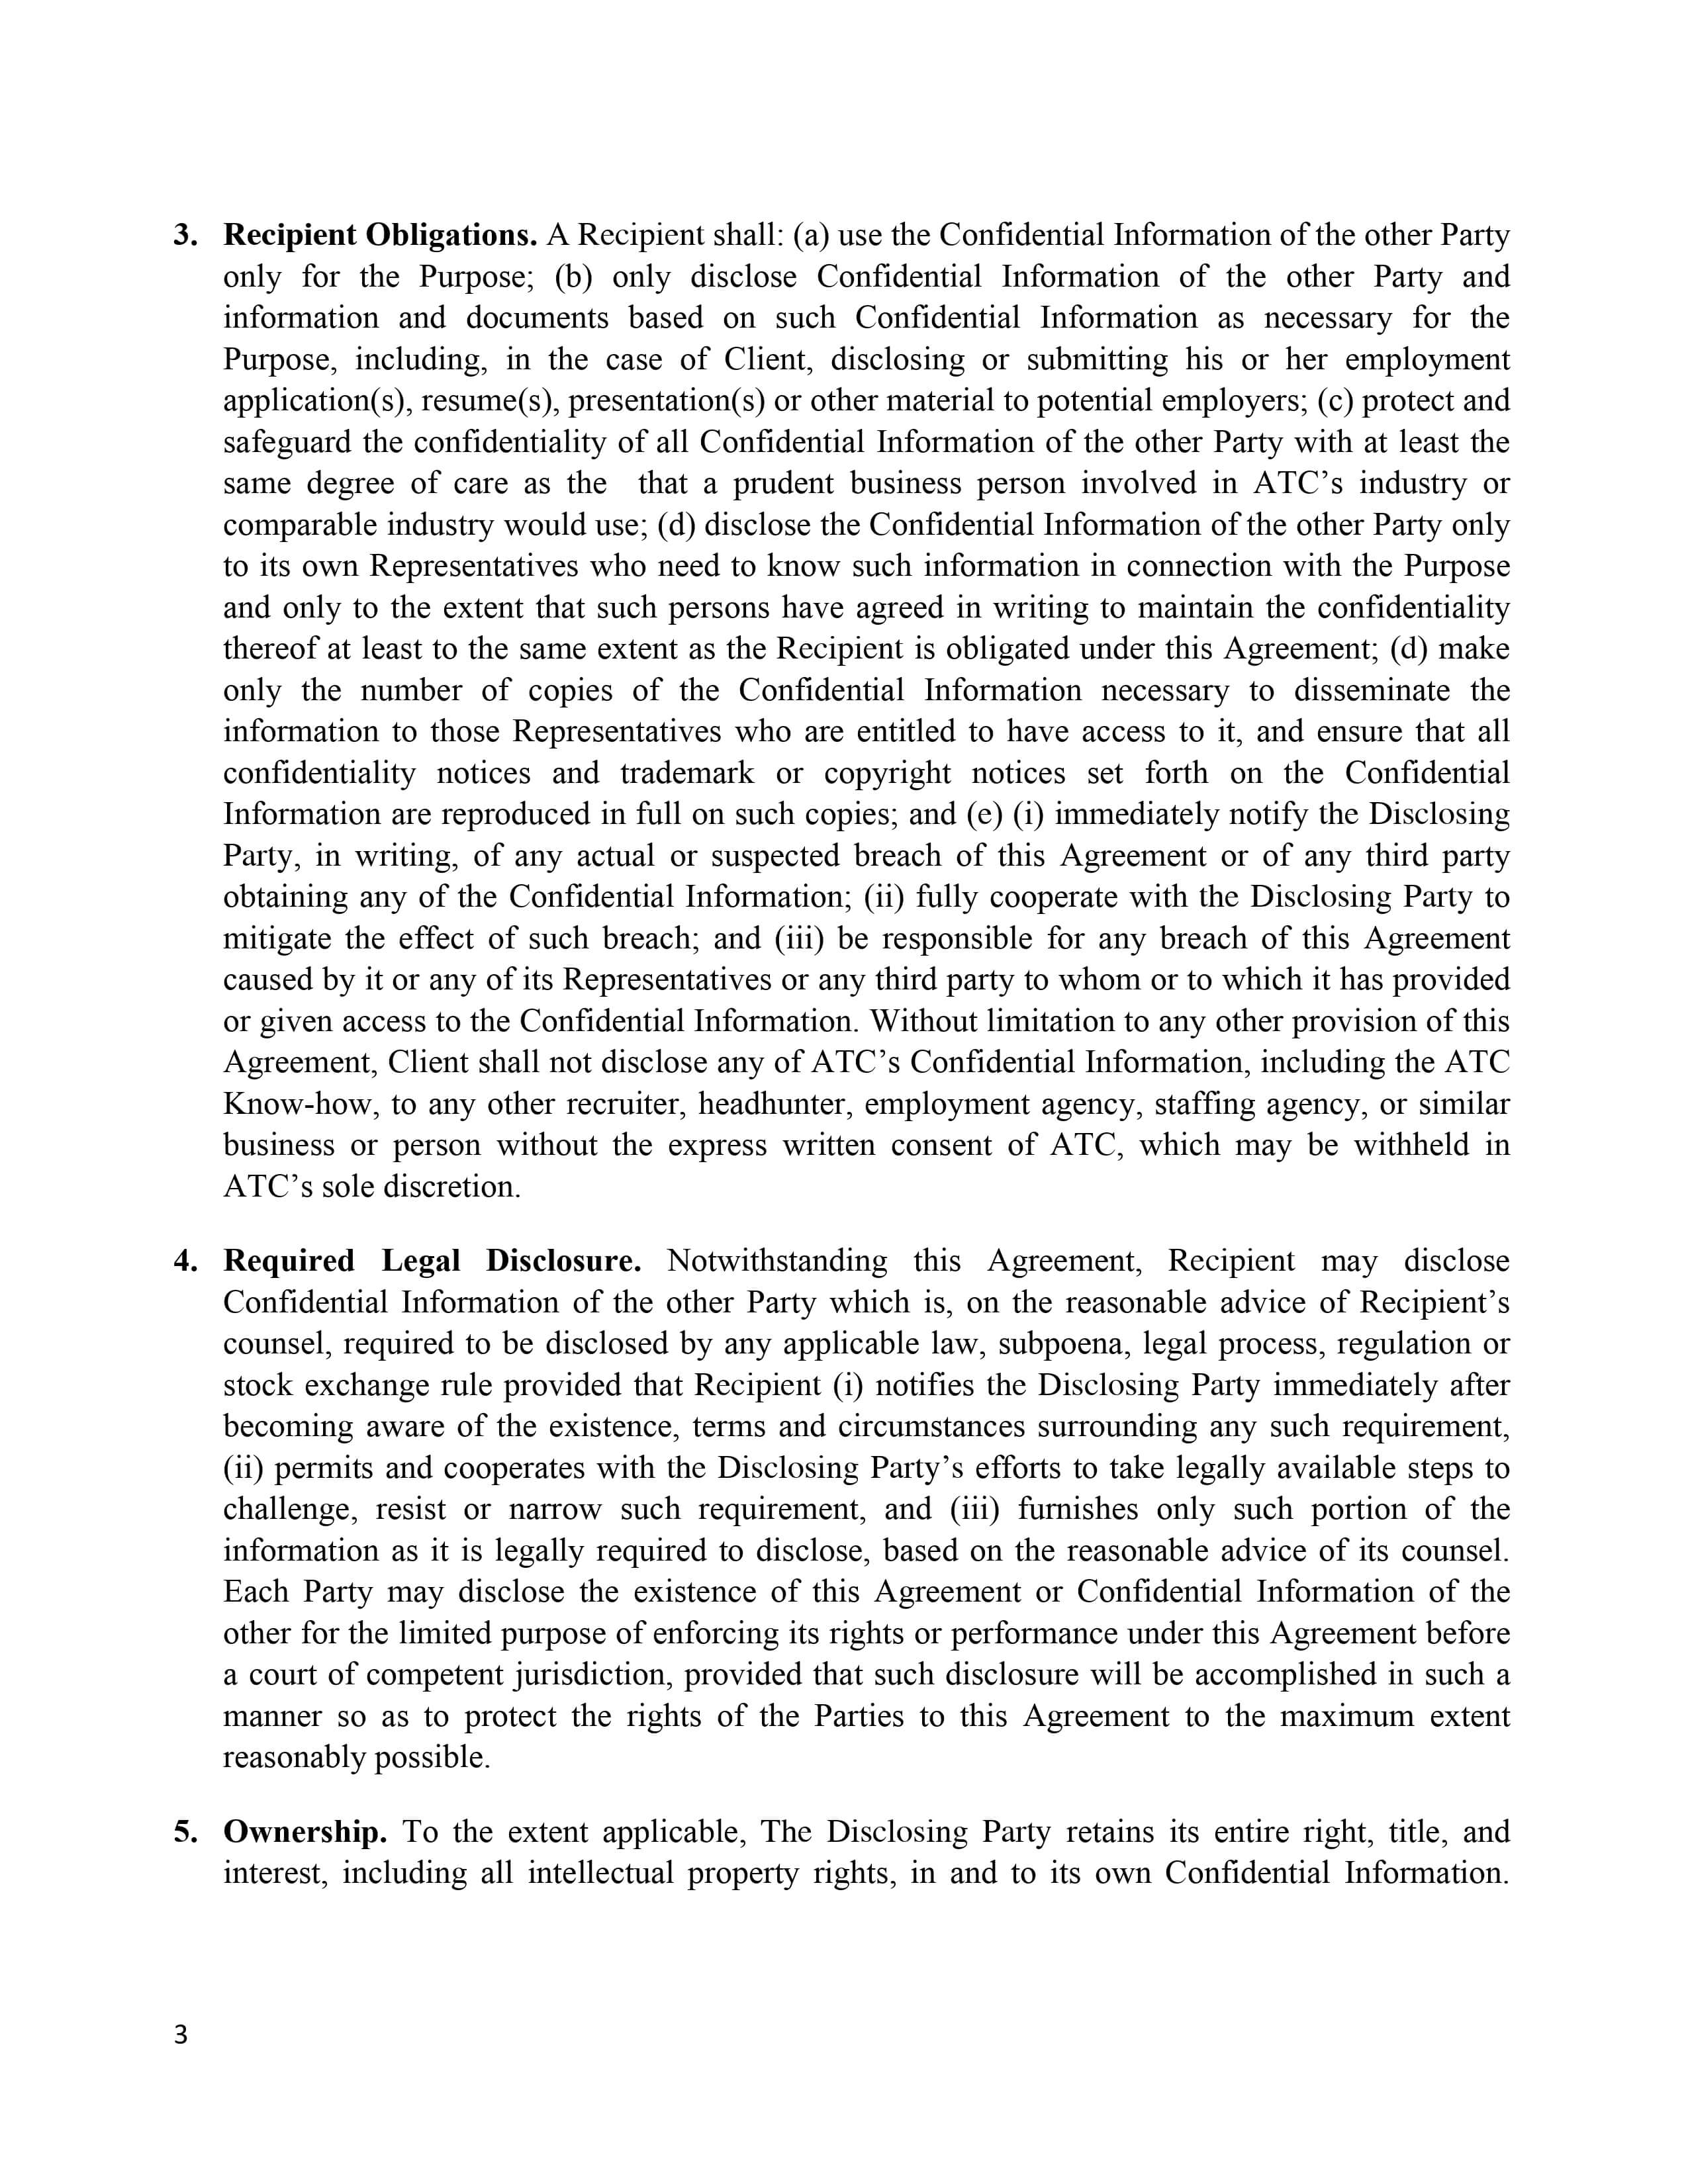 3. Recipient Obligations. A Recipient shall: (a) use the Confidential Information of the other Party
only for the Purpose; (b) only disclose Confidential Information of the other Party and
information and documents based on such Confidential Information as necessary for the
Purpose, including, in the case of Client, disclosing or submitting his or her employment
application(s), resume(s), presentation(s) or other material to potential employers; (c) protect and
safeguard the confidentiality of all Confidential Information of the other Party with at least the
same degree of care as the  that a prudent business person involved in ATC’s industry or
comparable industry would use; (d) disclose the Confidential Information of the other Party only
to its own Representatives who need to know such information in connection with the Purpose
and only to the extent that such persons have agreed in writing to maintain the confidentiality
thereof at least to the same extent as the Recipient is obligated under this Agreement; (d) make
only the number of copies of the Confidential Information necessary to disseminate the
information to those Representatives who are entitled to have access to it, and ensure that all
confidentiality notices and trademark or copyright notices set forth on the Confidential
Information are reproduced in full on such copies; and (e) (i) immediately notify the Disclosing
Party, in writing, of any actual or suspected breach of this Agreement or of any third party
obtaining any of the Confidential Information; (ii) fully cooperate with the Disclosing Party to
mitigate the effect of such breach; and (iii) be responsible for any breach of this Agreement
caused by it or any of its Representatives or any third party to whom or to which it has provided
or given access to the Confidential Information. Without limitation to any other provision of this
Agreement, Client shall not disclose any of ATC’s Confidential Information, including the ATC
Know-how, to any other recruiter, headhunter, employment agency, staffing agency, or similar
business or person without the express written consent of ATC, which may be withheld in
ATC’s sole discretion.
4. Required Legal Disclosure. Notwithstanding this Agreement, Recipient may disclose
Confidential Information of the other Party which is, on the reasonable advice of Recipient’s
counsel, required to be disclosed by any applicable law, subpoena, legal process, regulation or
stock exchange rule provided that Recipient (i) notifies the Disclosing Party immediately after
becoming aware of the existence, terms and circumstances surrounding any such requirement,
(ii) permits and cooperates with the Disclosing Party’s efforts to take legally available steps to
challenge, resist or narrow such requirement, and (iii) furnishes only such portion of the
information as it is legally required to disclose, based on the reasonable advice of its counsel.
Each Party may disclose the existence of this Agreement or Confidential Information of the
other for the limited purpose of enforcing its rights or performance under this Agreement before
a court of competent jurisdiction, provided that such disclosure will be accomplished in such a
manner so as to protect the rights of the Parties to this Agreement to the maximum extent
reasonably possible.
5. Ownership. To the extent applicable, The Disclosing Party retains its entire right, title, and
interest, including all intellectual property rights, in and to its own Confidential Information.
3